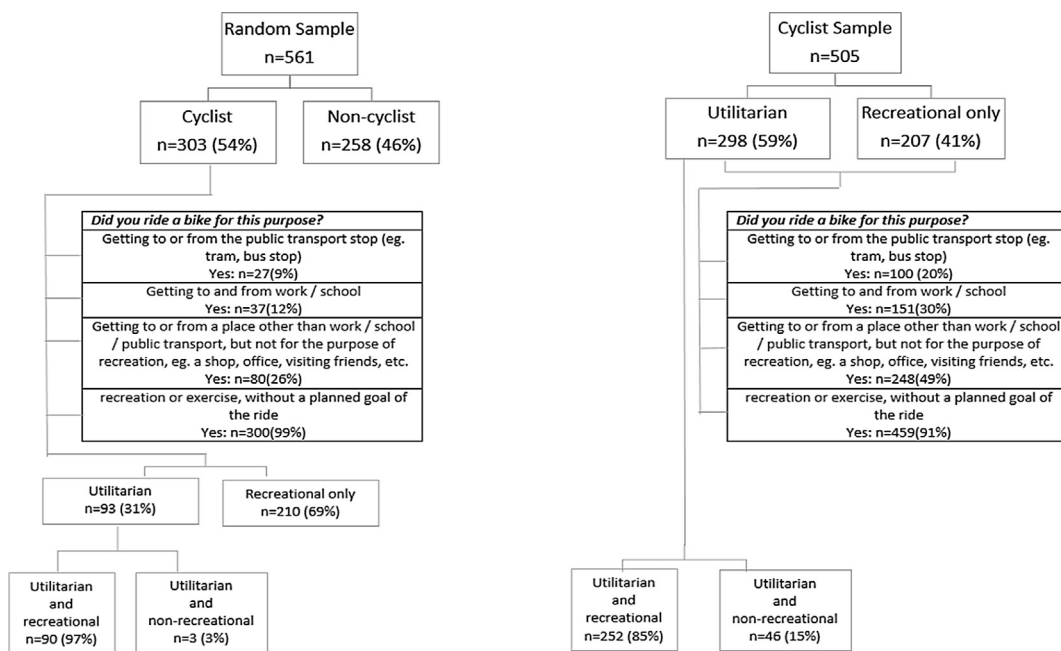 Random Sample
n=561
Cyclist
n=303 (54%)
Non-cyclist
n=258 (46%)
Did you ride a bike for this purpose?
Getting to or from the public transport stop (eg.
tram, bus stop)
Yes: n=27(9%)
Getting to and from work / school
Yes: n=37(12%)
Getting to or from a place other than work / school
/ public transport, but not for the purpose of
recreation, eg. a shop, office, visiting friends, etc.
Yes: n=80(26%)
recreation or exercise, without a planned goal of
the ride
Yes: n=300(99%)
Utilitarian
n=93 (31%)
Recreational only
n=210 (69%)
Utilitarian
and
recreational
n=90 (97%)
Utilitarian
and
non-recreational
n=3 (3%)
Cyclist Sample
n=505
Utilitarian
n=298 (59%)
Recreational only
n=207 (41%)
Did you ride a bike for this purpose?
Getting to or from the public transport stop (eg.
tram, bus stop)
Yes: n=100 (20%)
Getting to and from work / school
Yes: n=151(30%)
Getting to or from a place other than work / school
/ public transport, but not for the purpose of
recreation, eg. a shop, office, visiting friends, etc.
Yes: n=248(49%)
recreation or exercise, without a planned goal of
the ride
Yes: n=459(91%)
Utilitarian
and
recreational
n=252 (85%)
Utilitarian
and
non-recreational
n=46 (15%)